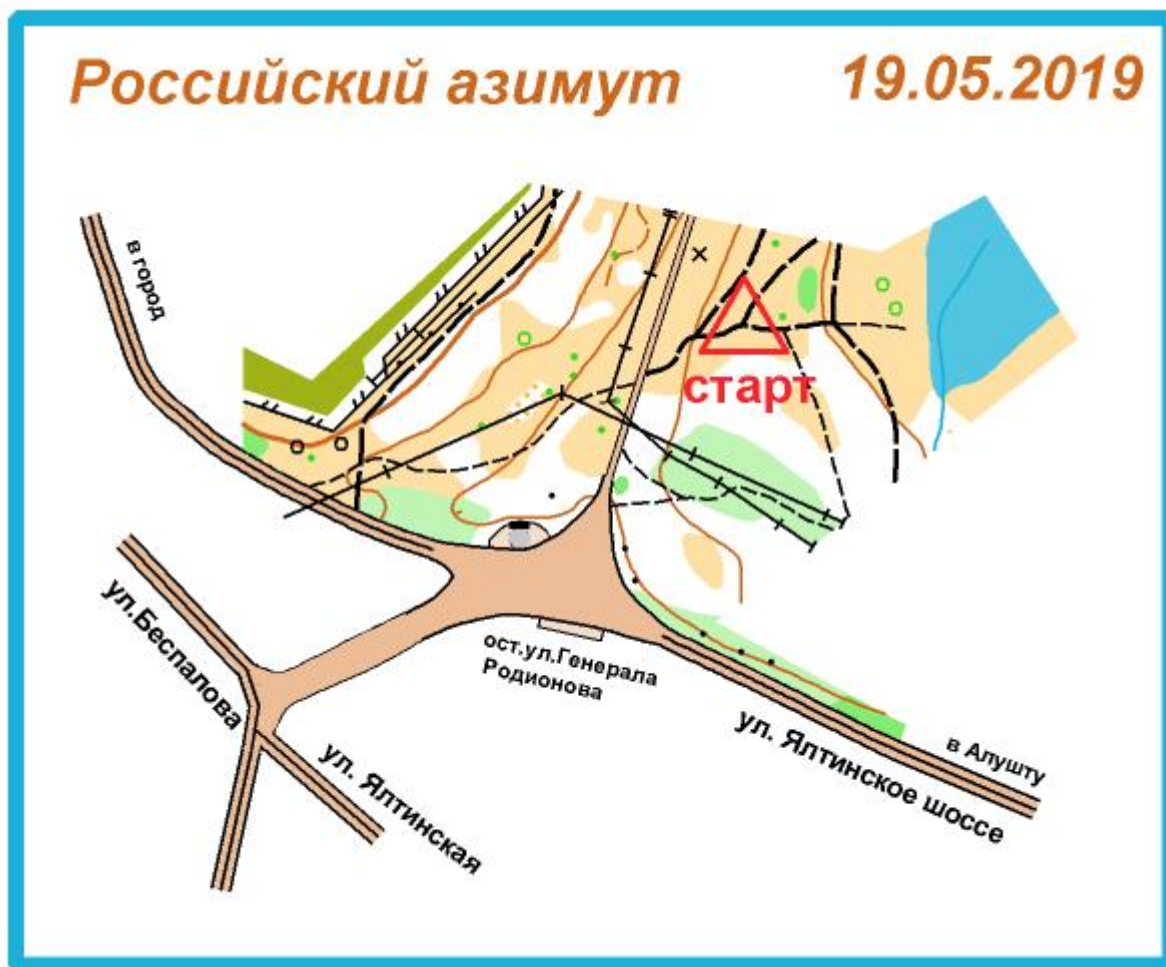 Российский азимут 19.05.2019
в город
старт
ул.Беспалова
ост.ул.Генерала
Родионова
ул. Ялтинская
ул. Ялтинское шоссе
в Алушту